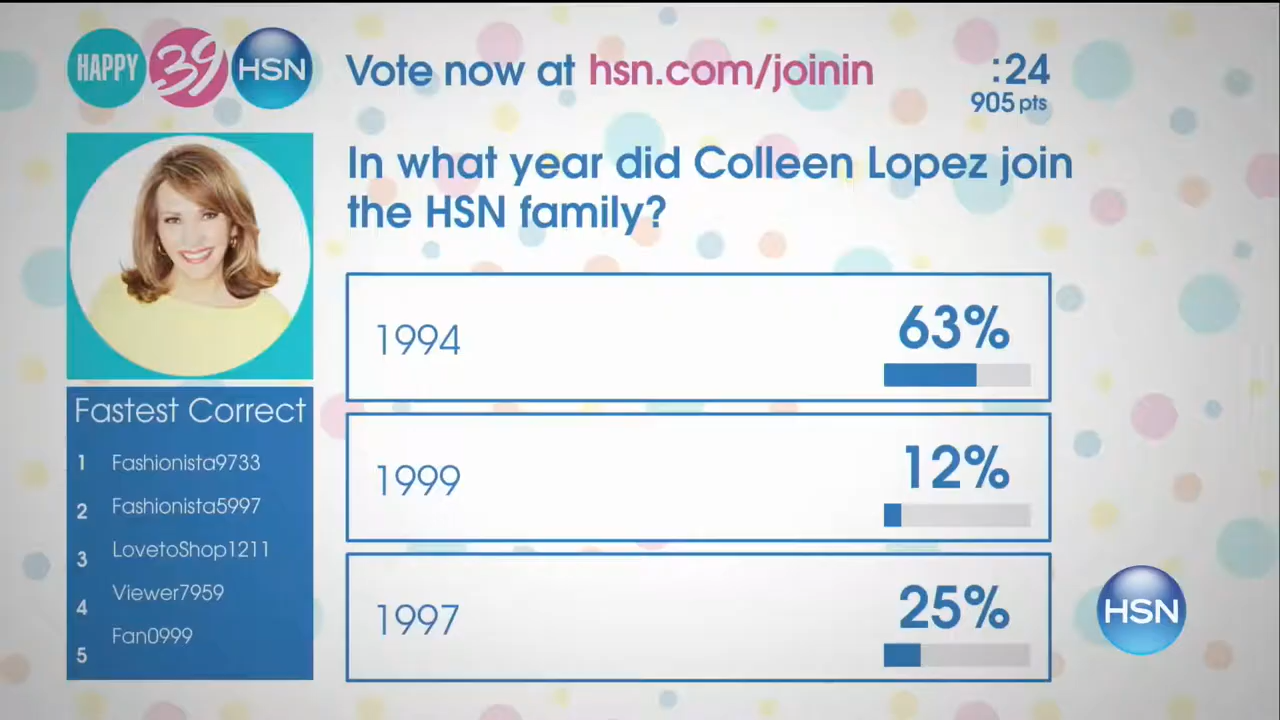 HAPPY 39 HSN
Vote now at hsn.com/joinin
:24
905 pts
In what year did Colleen Lopez join
the HSN family?
1994 63%
1999 12%
1997 25%
Fastest Correct
1 Fashionista9733
2 Fashionista5997
3 LovetoShop1211
4 Viewer7959
5 Fan0999
HSN